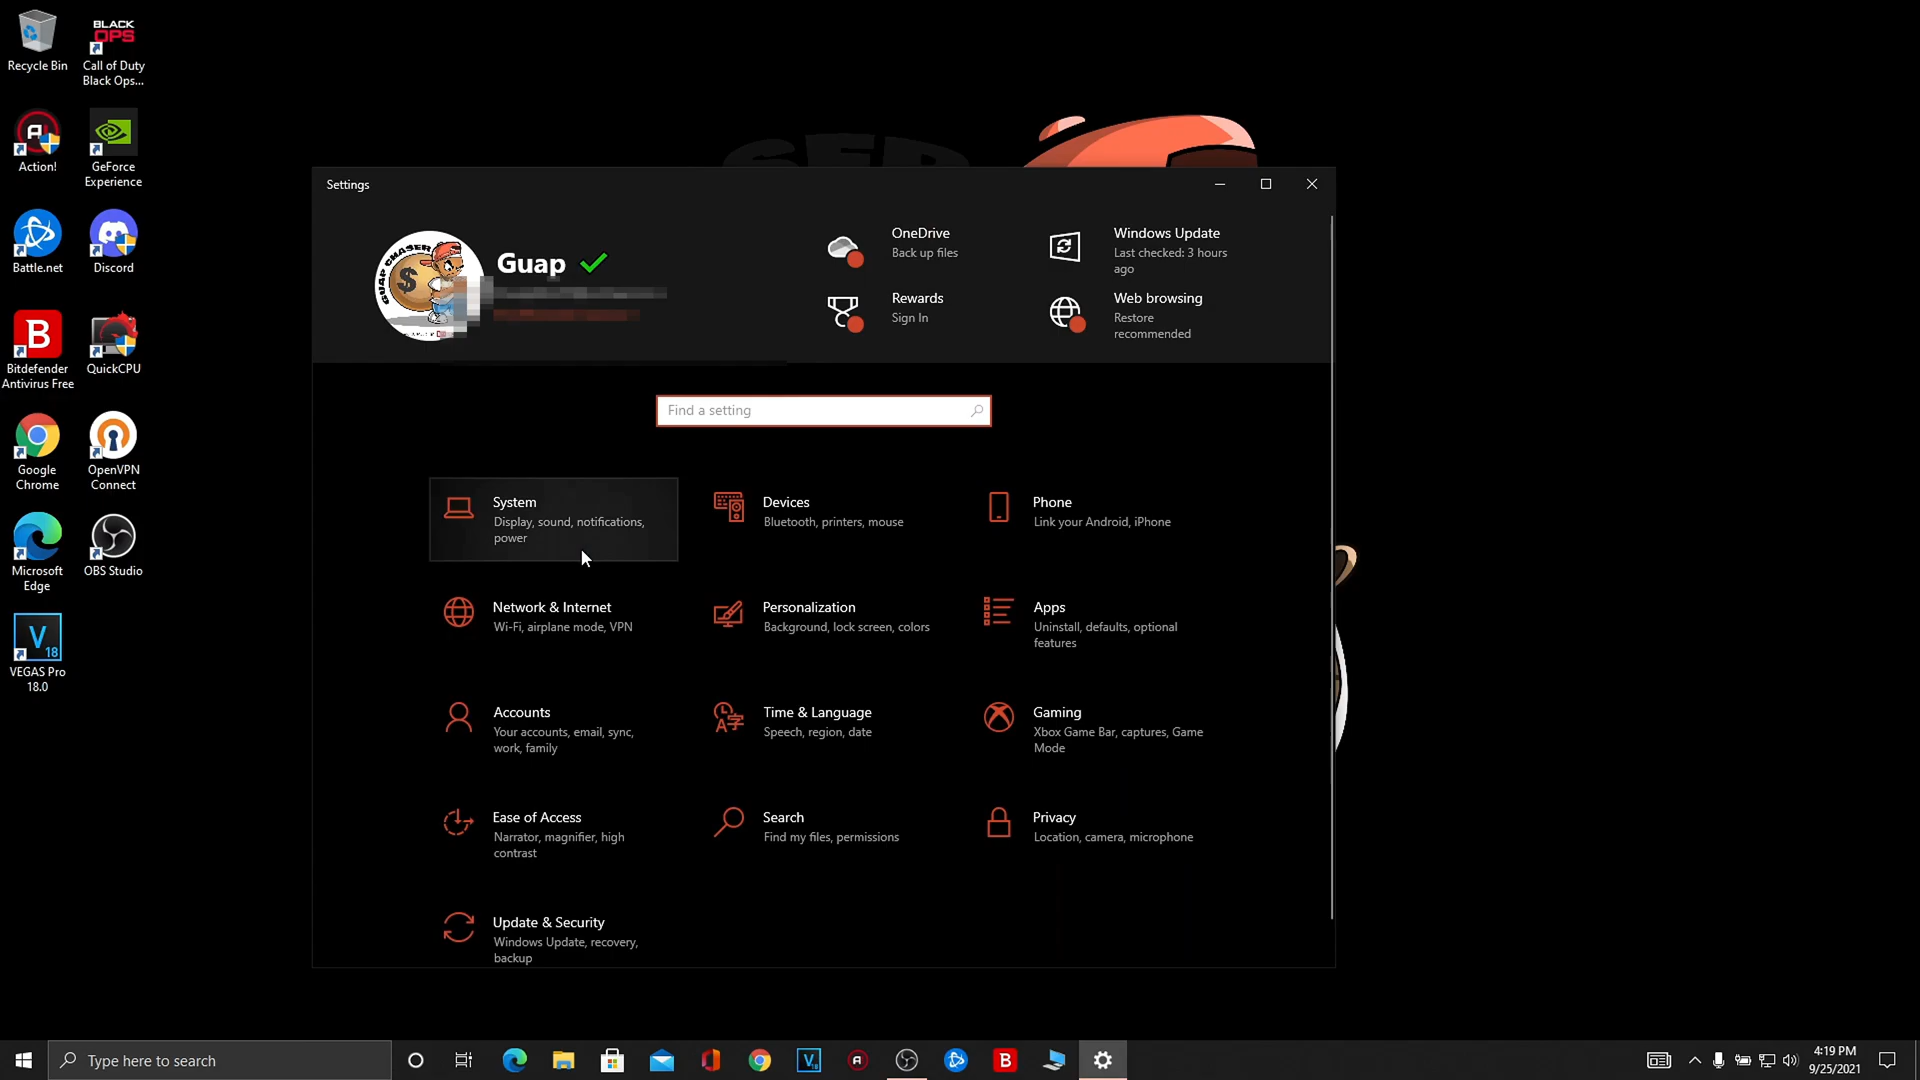 Recycle Bin
BLACK
OPS
Call of Duty
Black Ops...
Action!
GeForce
Experience
Battle.net
Discord
B
Bitdefender
Antivirus Free
QuickCPU
Google
Chrome
OpenVPN
Connect
Microsoft
Edge
OBS Studio
V
18
VEGAS Pro
18.0
Settings
GUAP CHASER
$
Guap
OneDrive
Back up files
Windows Update
Last checked: 3 hours
ago
Rewards
Sign In
Web browsing
Restore
recommended
Find a setting
System
Display, sound, notifications,
power
Devices
Bluetooth, printers, mouse
Phone
Link your Android, iPhone
Network & Internet
Wi-Fi, airplane mode, VPN
Personalization
Background, lock screen, colors
Apps
Uninstall, defaults, optional
features
Accounts
Your accounts, email, sync,
work, family
Time & Language
Speech, region, date
Gaming
Xbox Game Bar, captures, Game
Mode
Ease of Access
Narrator, magnifier, high
contrast
Search
Find my files, permissions
Privacy
Location, camera, microphone
Update & Security
Windows Update, recovery,
backup
Type here to search
V
18
B
4:19 PM
9/25/2021